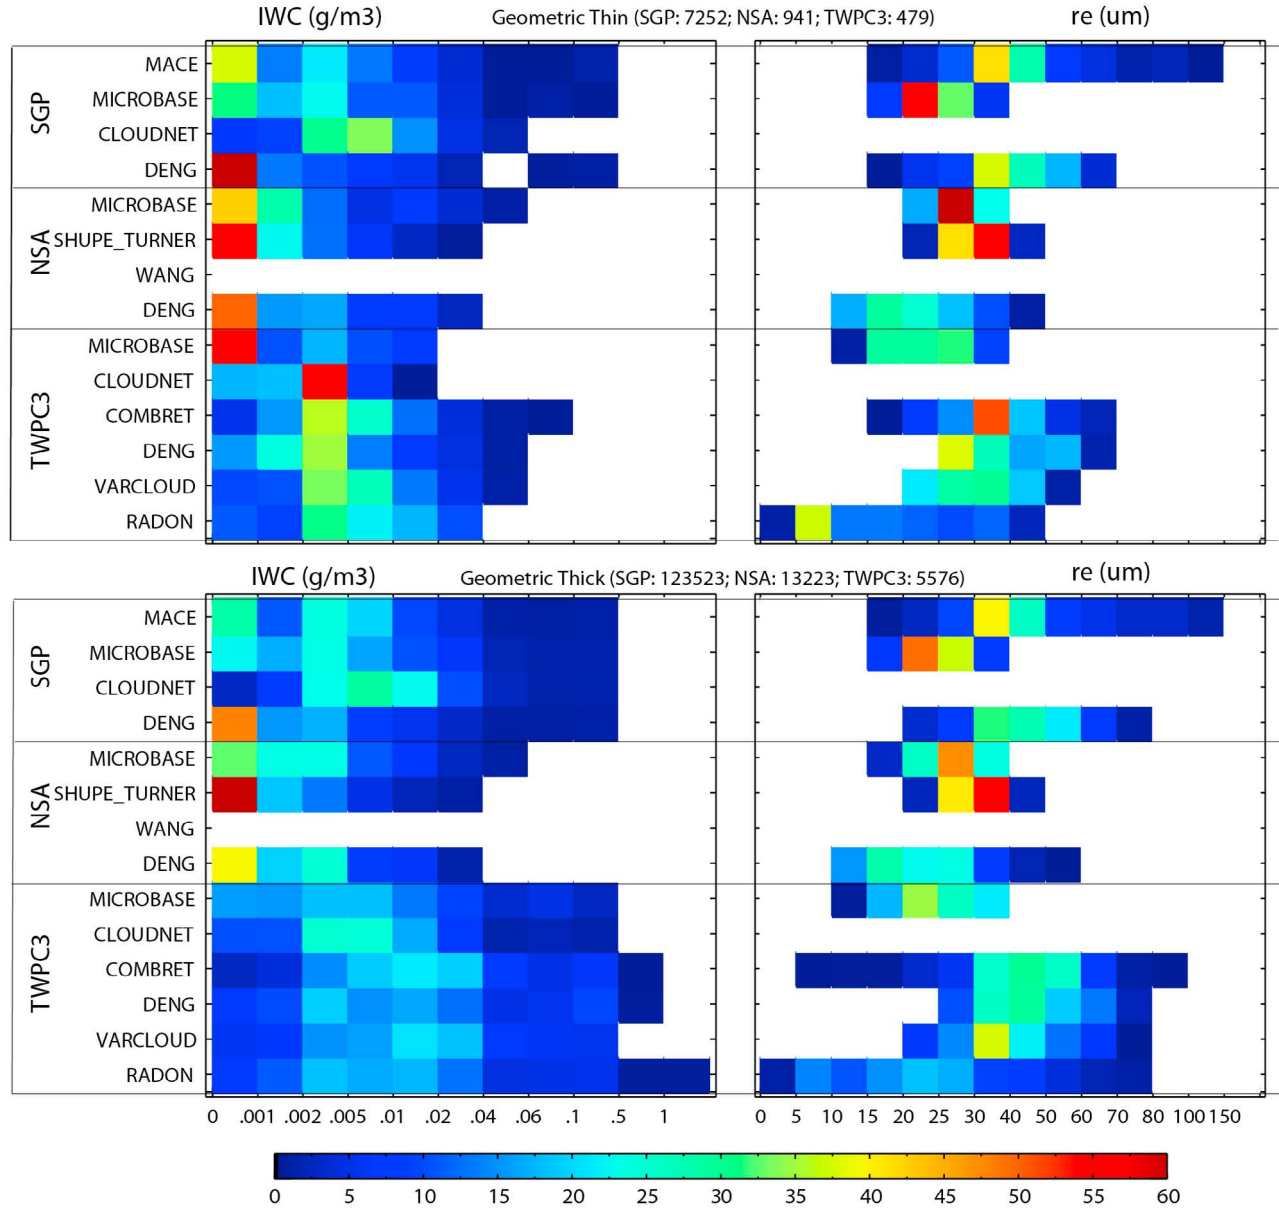 IWC (g/m3) Geometric Thin (SGP: 7252; NSA: 941; TWPC3: 479) re (um)
SGP
MACE
MICROBASE
CLOUDNET
DENG
NSA
MICROBASE
SHUPE_TURNER
WANG
DENG
TWPC3
MICROBASE
CLOUDNET
COMBRET
DENG
VARCLOUD
RADON
IWC (g/m3) Geometric Thick (SGP: 123523; NSA: 13223; TWPC3: 5576) re (um)
SGP
MACE
MICROBASE
CLOUDNET
DENG
NSA
MICROBASE
SHUPE_TURNER
WANG
DENG
TWPC3
MICROBASE
CLOUDNET
COMBRET
DENG
VARCLOUD
RADON
0 .001 .002 .005 .01 .02 .04 .06 .1 .5 1
0 5 10 15 20 25 30 40 50 60 70 80 100 150
0 5 10 15 20 25 30 35 40 45 50 55 60